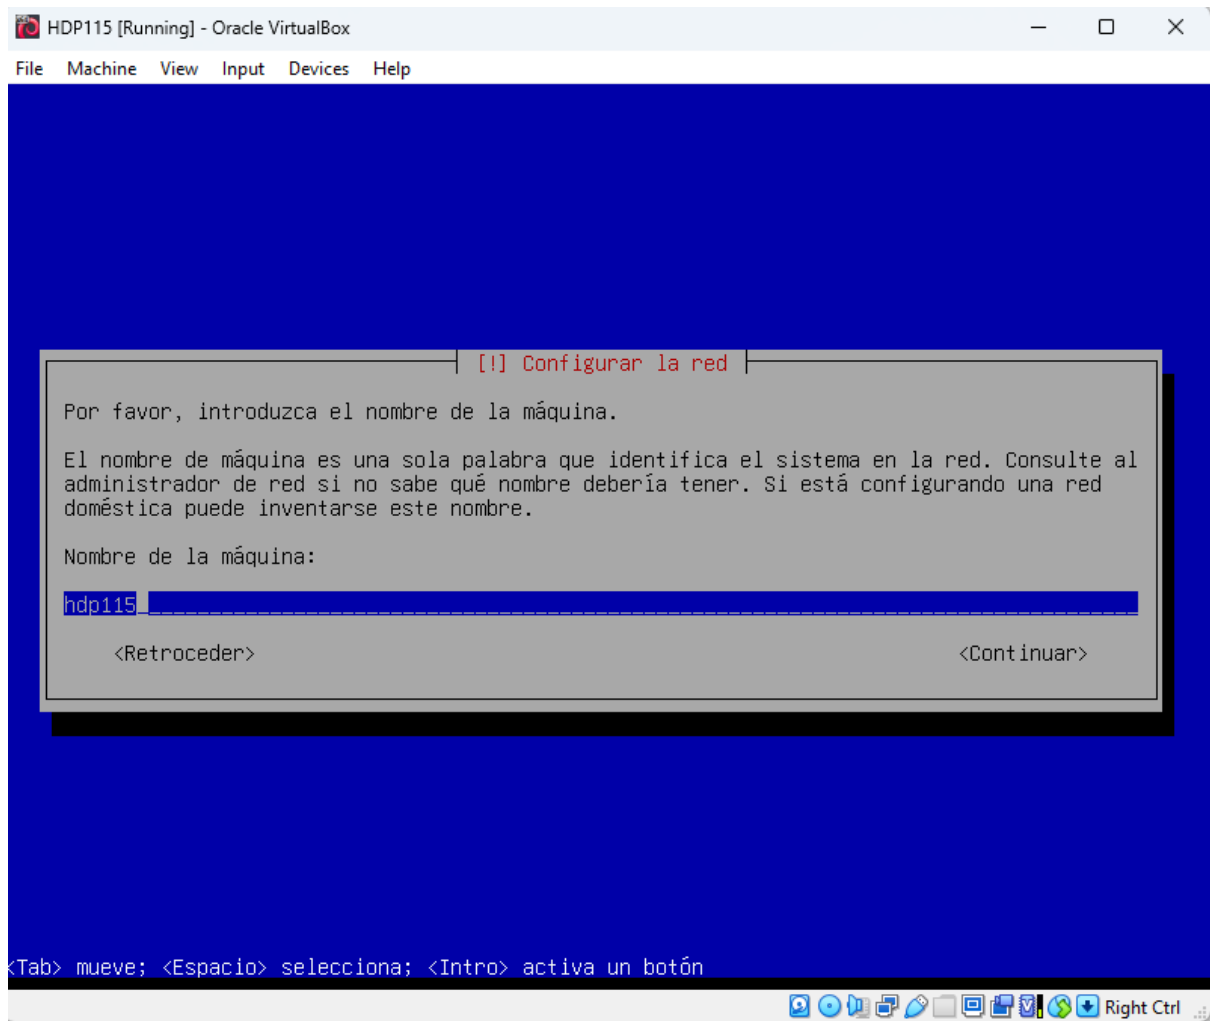 HDP115 [Running] - Oracle VirtualBox
File Machine View Input Devices Help
[!] Configurar la red
Por favor, introduzca el nombre de la máquina.
El nombre de máquina es una sola palabra que identifica el sistema en la red. Consulte al
administrador de red si no sabe qué nombre debería tener. Si está configurando una red
doméstica puede inventarse este nombre.
Nombre de la máquina:
hdp115
<Retroceder> <Continuar>
<Tab> mueve; <Espacio> selecciona; <Intro> activa un botón
Right Ctrl